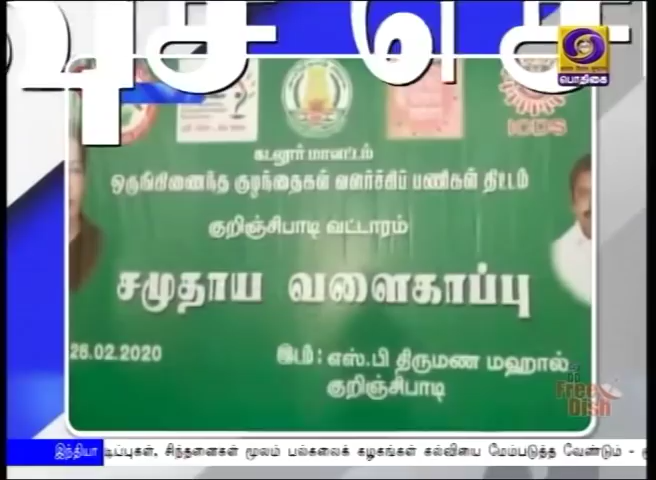 பொதிகை
ICDS
கடலூர் மாவட்டம்
ஒருங்கிணைந்த குழந்தைகள் வளர்ச்சிப் பணிகள் திட்டம்
குறிஞ்சிபாடி வட்டாரம்
சமுதாய வளைகாப்பு
26.02.2020
இடம் : எஸ்.பி திருமண மஹால்
குறிஞ்சிபாடி
DD
Free
Dish
இந்தியா டிப்புகள், சிந்தனைகள் மூலம் பல்கலைக் கழகங்கள் கல்வியை மேம்படுத்த வேண்டும் -